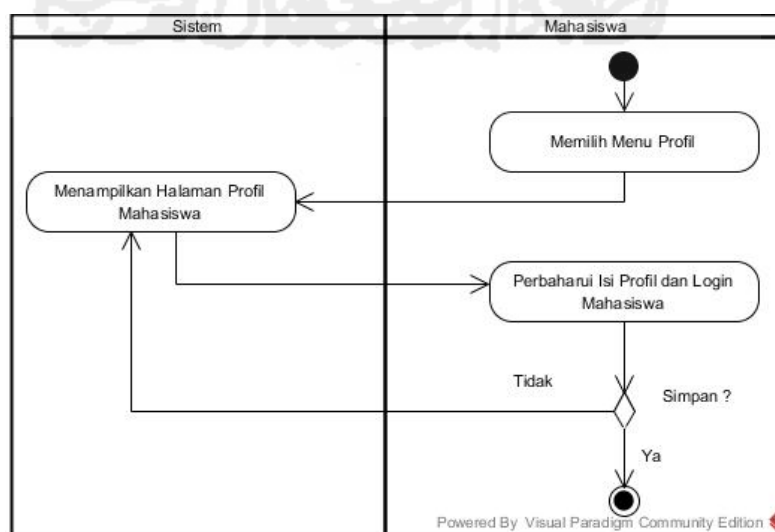 Sistem
Mahasiswa
Memilih Menu Profil
Menampilkan Halaman Profil
Mahasiswa
Perbaharui Isi Profil dan Login
Mahasiswa
Tidak
Simpan ?
Ya
Powered By Visual Paradigm Community Edition